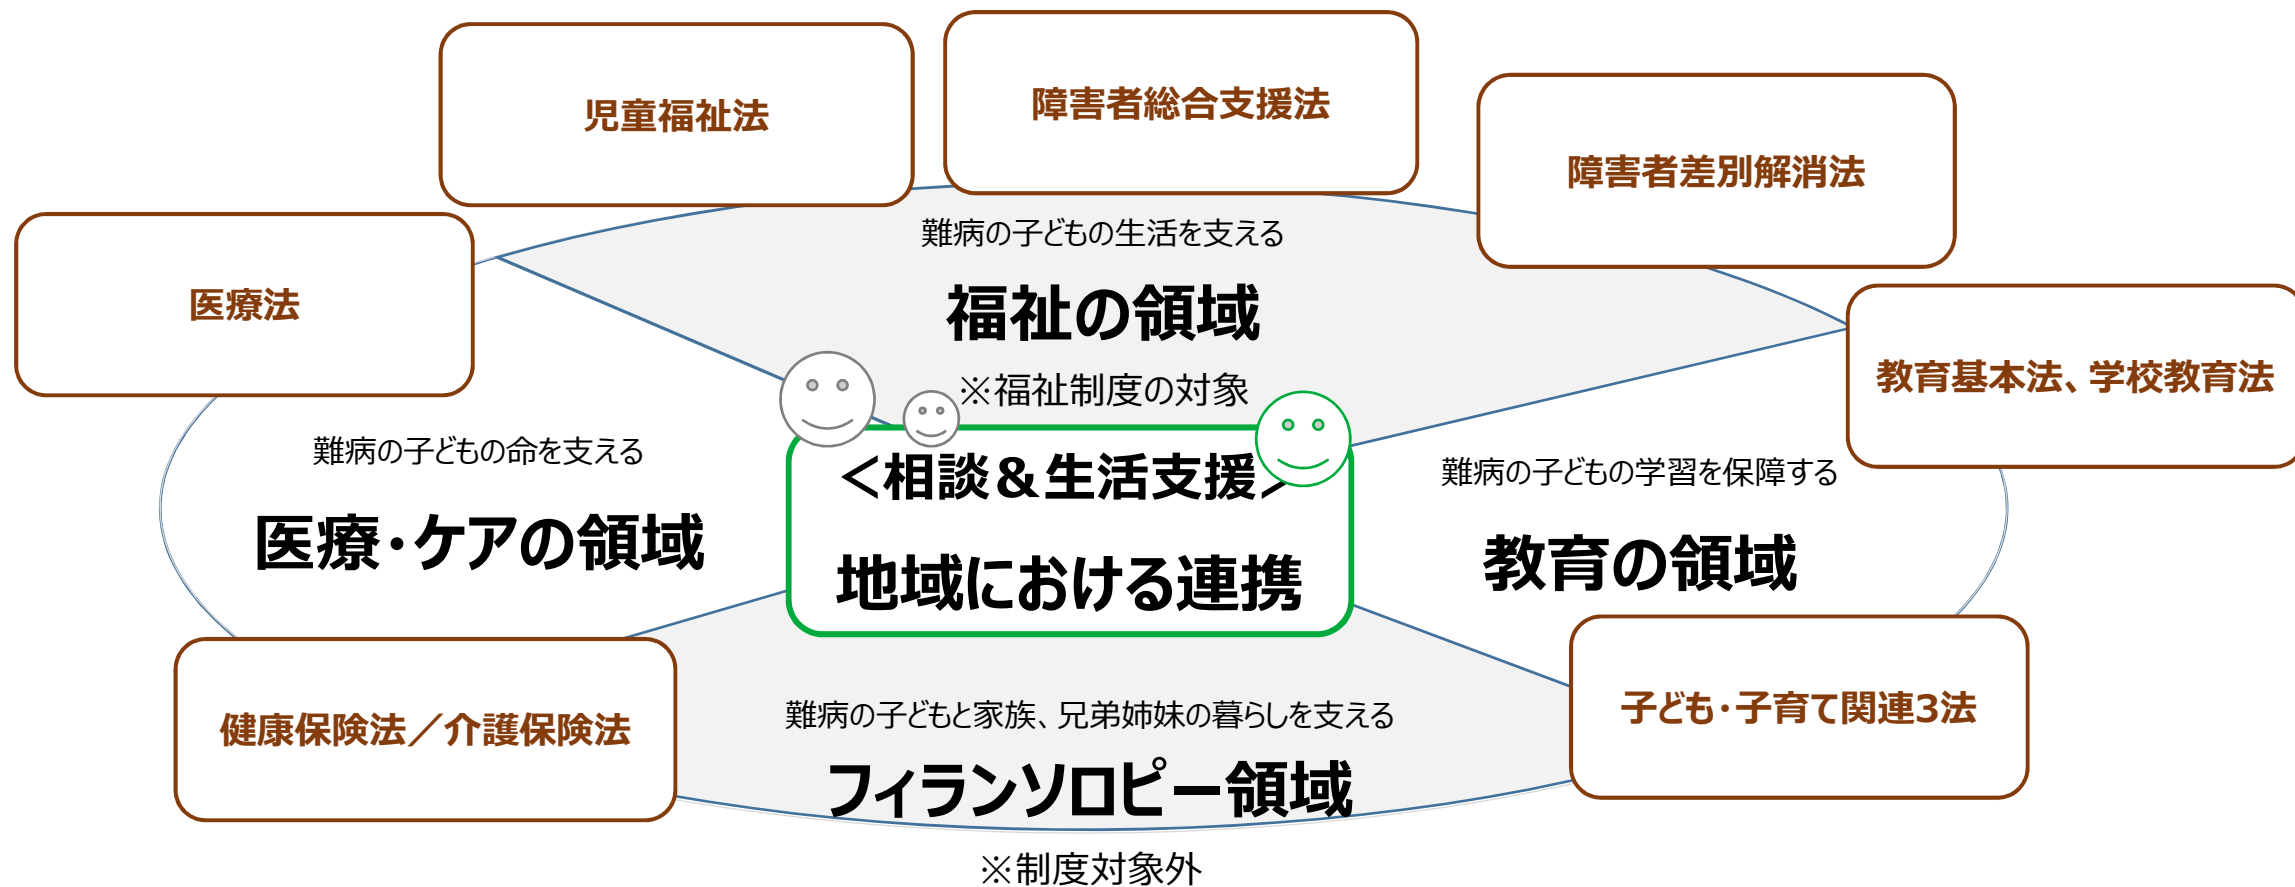 児童福祉法
障害者総合支援法
障害者差別解消法
医療法
教育基本法、学校教育法
難病の子どもの生活を支える
福祉の領域
※福祉制度の対象
難病の子どもの命を支える
医療・ケアの領域
<相談&生活支援>
地域における連携
難病の子どもの学習を保障する
教育の領域
健康保険法/介護保険法
子ども・子育て関連3法
難病の子どもと家族、兄弟姉妹の暮らしを支える
フィランソロピー領域
※制度対象外